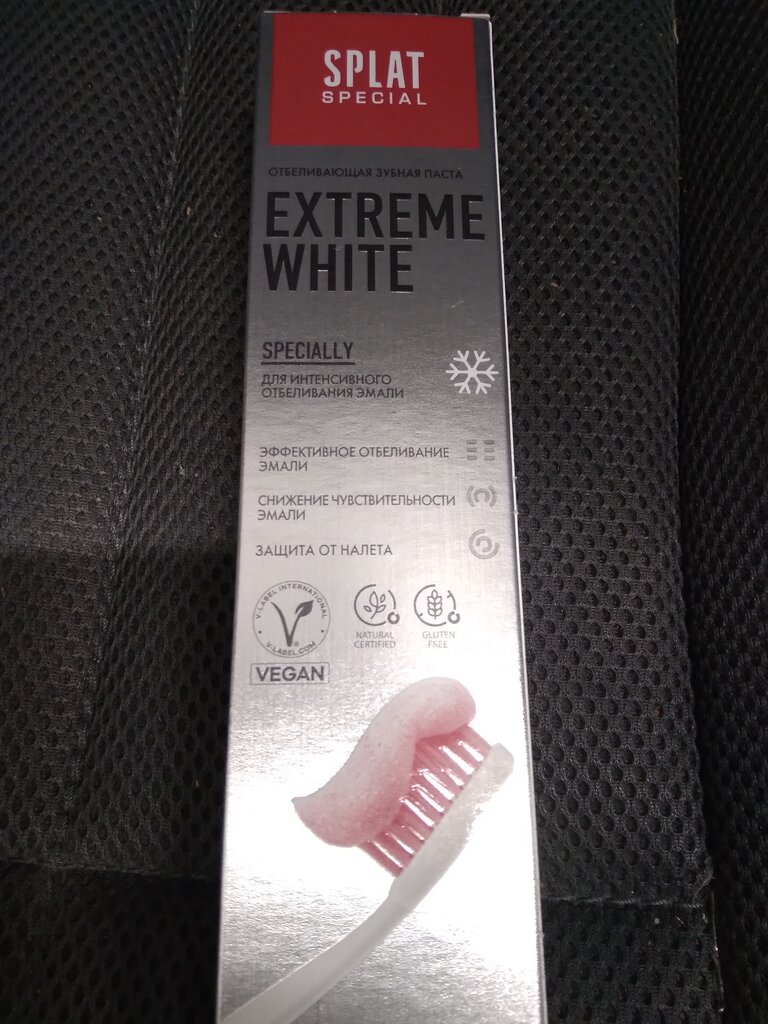 SPLAT
SPECIAL
ОТБЕЛИВАЮЩАЯ ЗУБНАЯ ПАСТА
EXTREME
WHITE
SPECIALLY
ДЛЯ ИНТЕНСИВНОГО
ОТБЕЛИВАНИЯ ЭМАЛИ
ЭФФЕКТИВНОЕ ОТБЕЛИВАНИЕ
ЭМАЛИ
СНИЖЕНИЕ ЧУВСТВИТЕЛЬНОСТИ
ЭМАЛИ
ЗАЩИТА ОТ НАЛЕТА
V-LABEL INTERNATIONAL
V-LABEL.COM
VEGAN
NATURAL
CERTIFIED
GLUTEN
FREE